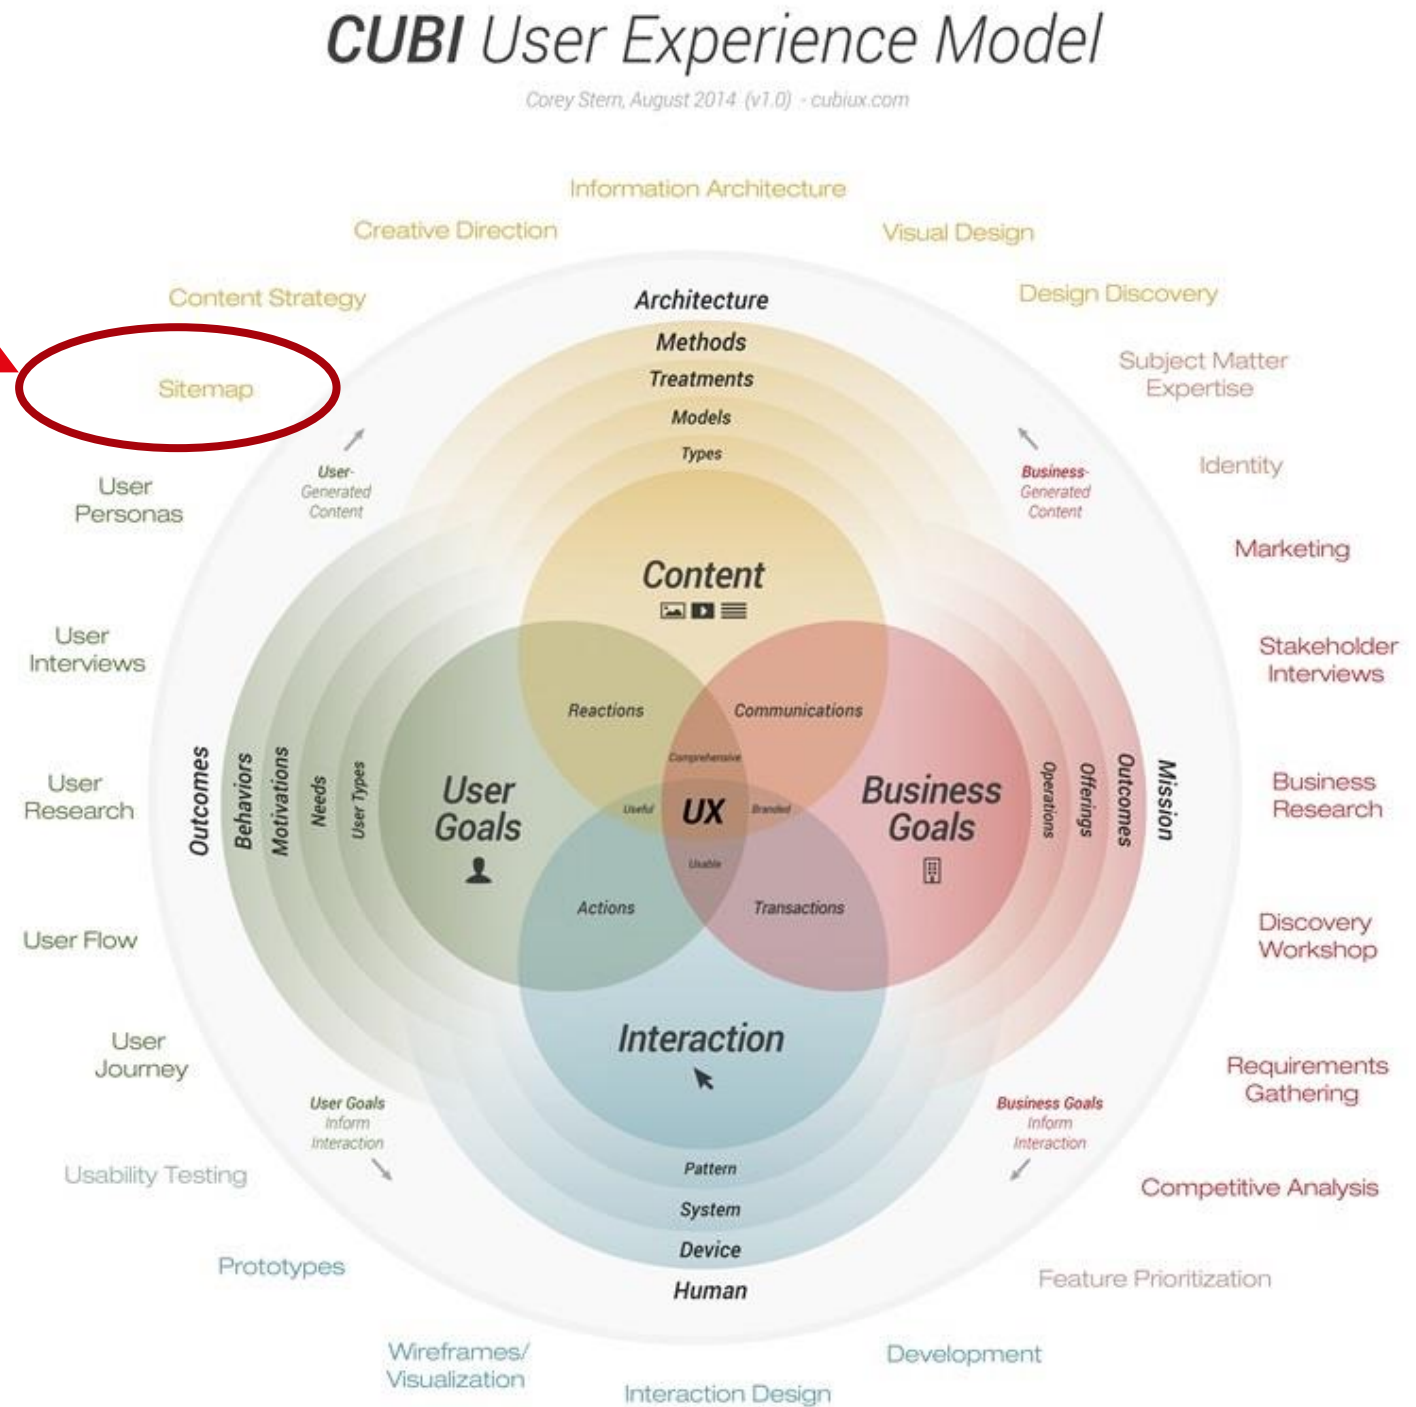 CUBI User Experience Model
Corey Stern, August 2014 (v1.0) - cubiux.com
Information Architecture
Creative Direction
Visual Design
Content Strategy
Design Discovery
Sitemap
Subject Matter
Expertise
User
Personas
Identity
Marketing
User
Interviews
Stakeholder
Interviews
User
Research
Business
Research
User Flow
Discovery
Workshop
User
Journey
Requirements
Gathering
Usability Testing
Competitive Analysis
Prototypes
Feature Prioritization
Wireframes/
Visualization
Development
Interaction Design
Architecture
Methods
Treatments
Models
Types
User-
Generated
Content
Business-
Generated
Content
Content
Reactions
Communications
Comprehensive
Outcomes
Behaviors
Motivations
Needs
User Types
User
Goals
Useful
UX
Branded
Business
Goals
Operations
Offerings
Outcomes
Mission
Usable
Actions
Transactions
Interaction
User Goals
Inform
Interaction
Business Goals
Inform
Interaction
Pattern
System
Device
Human